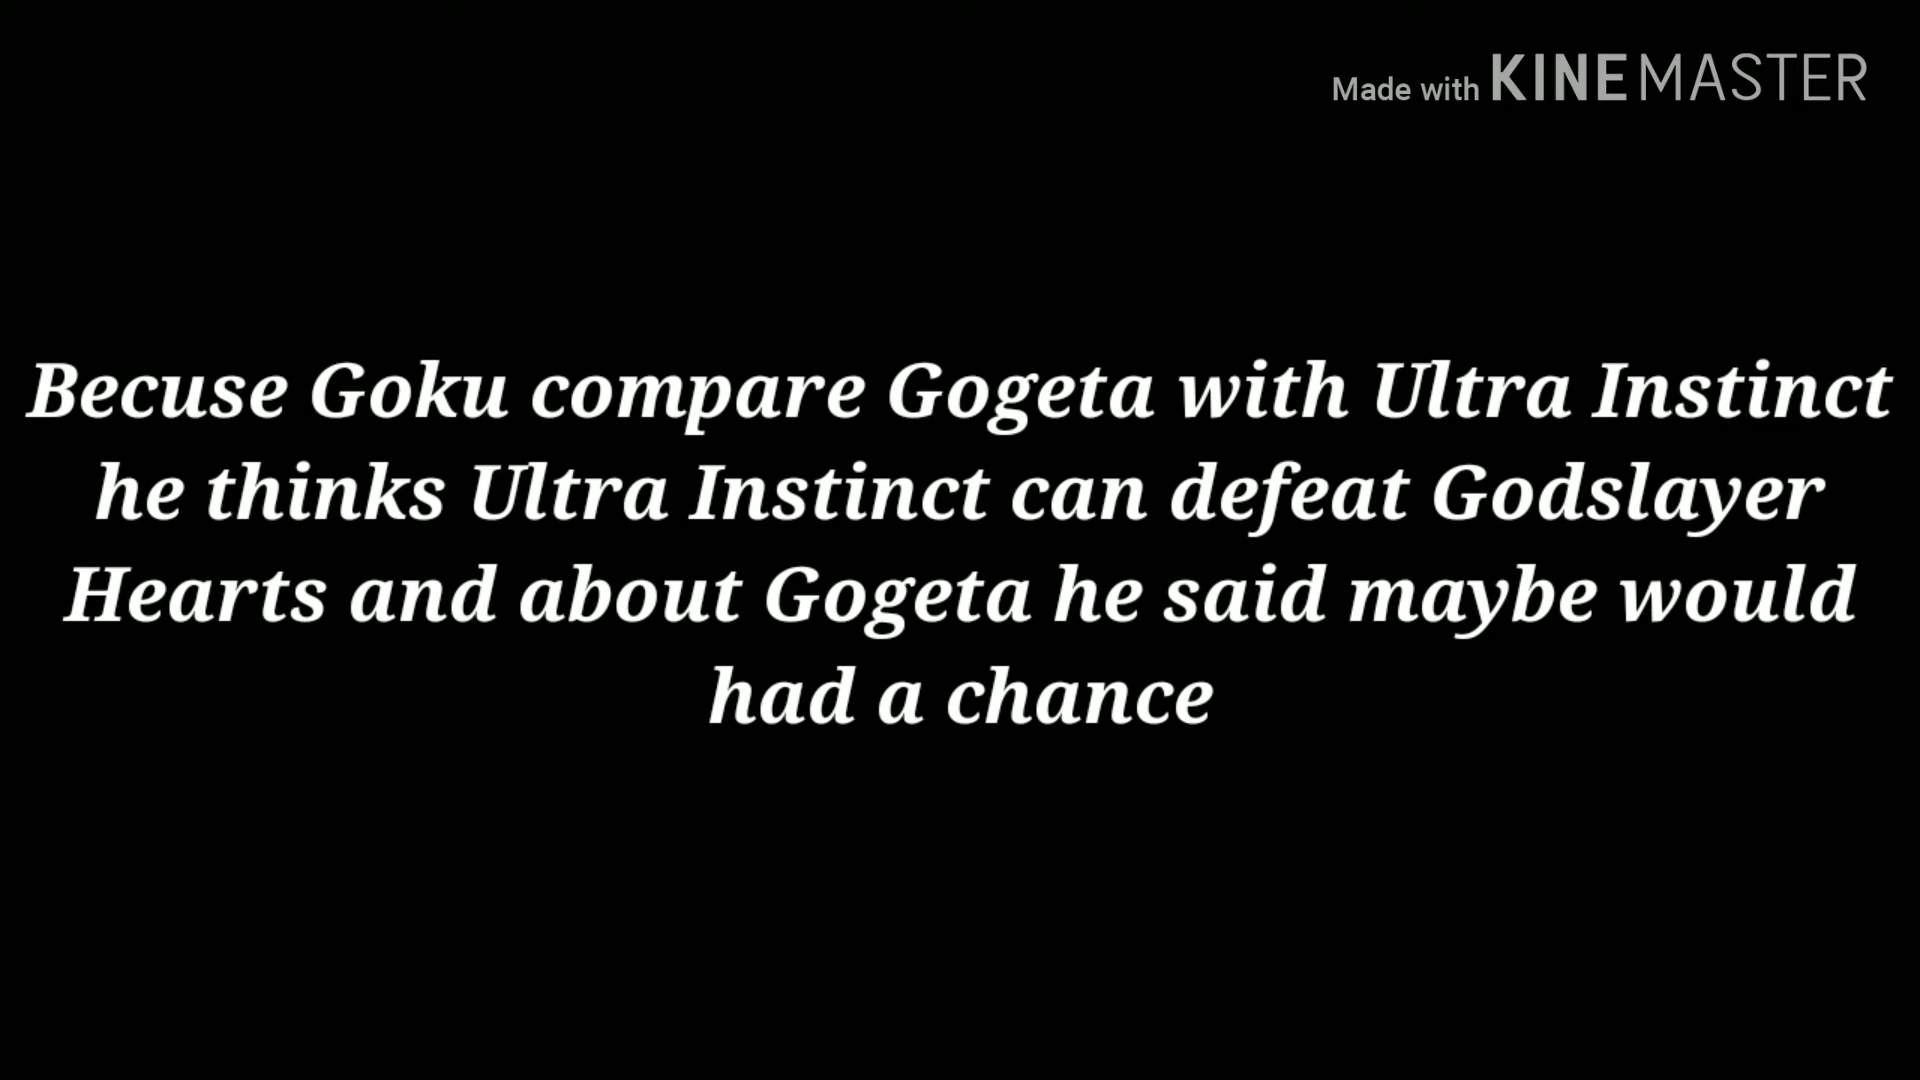 Made with KINEMASTER
Becuse Goku compare Gogeta with Ultra Instinct
he thinks Ultra Instinct can defeat Godslayer
Hearts and about Gogeta he said maybe would
had a chance